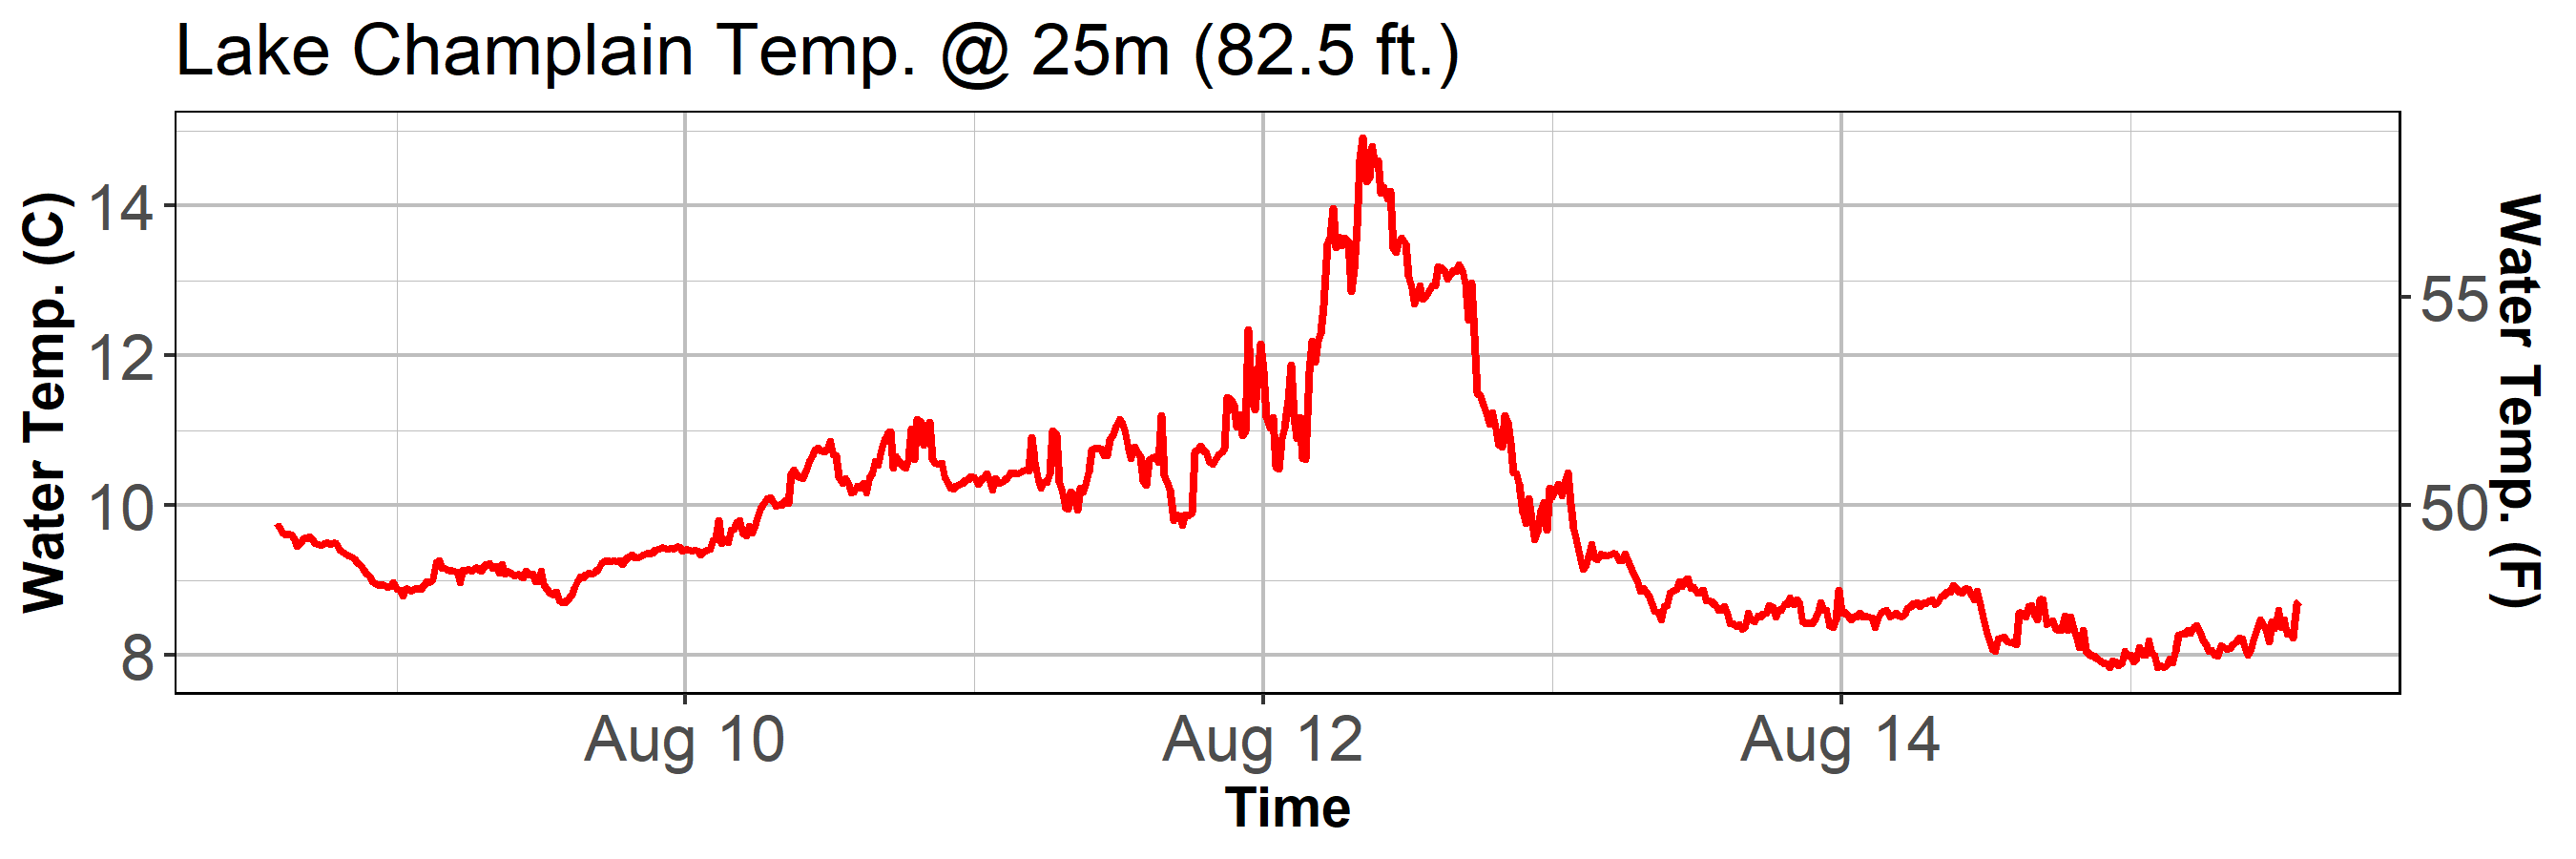 Lake Champlain Temp. @ 25m (82.5 ft.)
Water Temp. (C)
14
12
10
8
55
50
Water Temp. (F)
Aug 10
Aug 12
Aug 14
Time